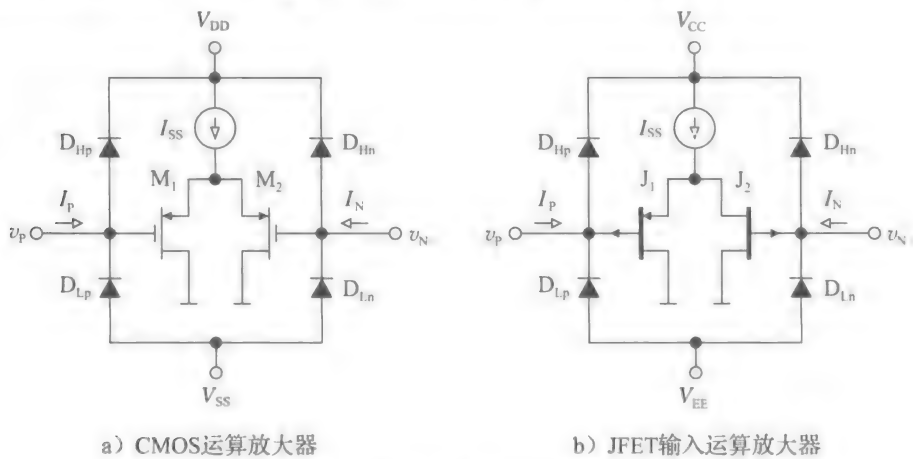 V_DD
D_Hp
I_SS
D_Hn
M_1
M_2
I_P
I_N
v_P
v_N
D_Lp
D_Ln
V_SS
a）CMOS运算放大器
V_CC
D_Hp
I_SS
D_Hn
J_1
J_2
I_P
I_N
v_P
v_N
D_Lp
D_Ln
V_EE
b）JFET输入运算放大器